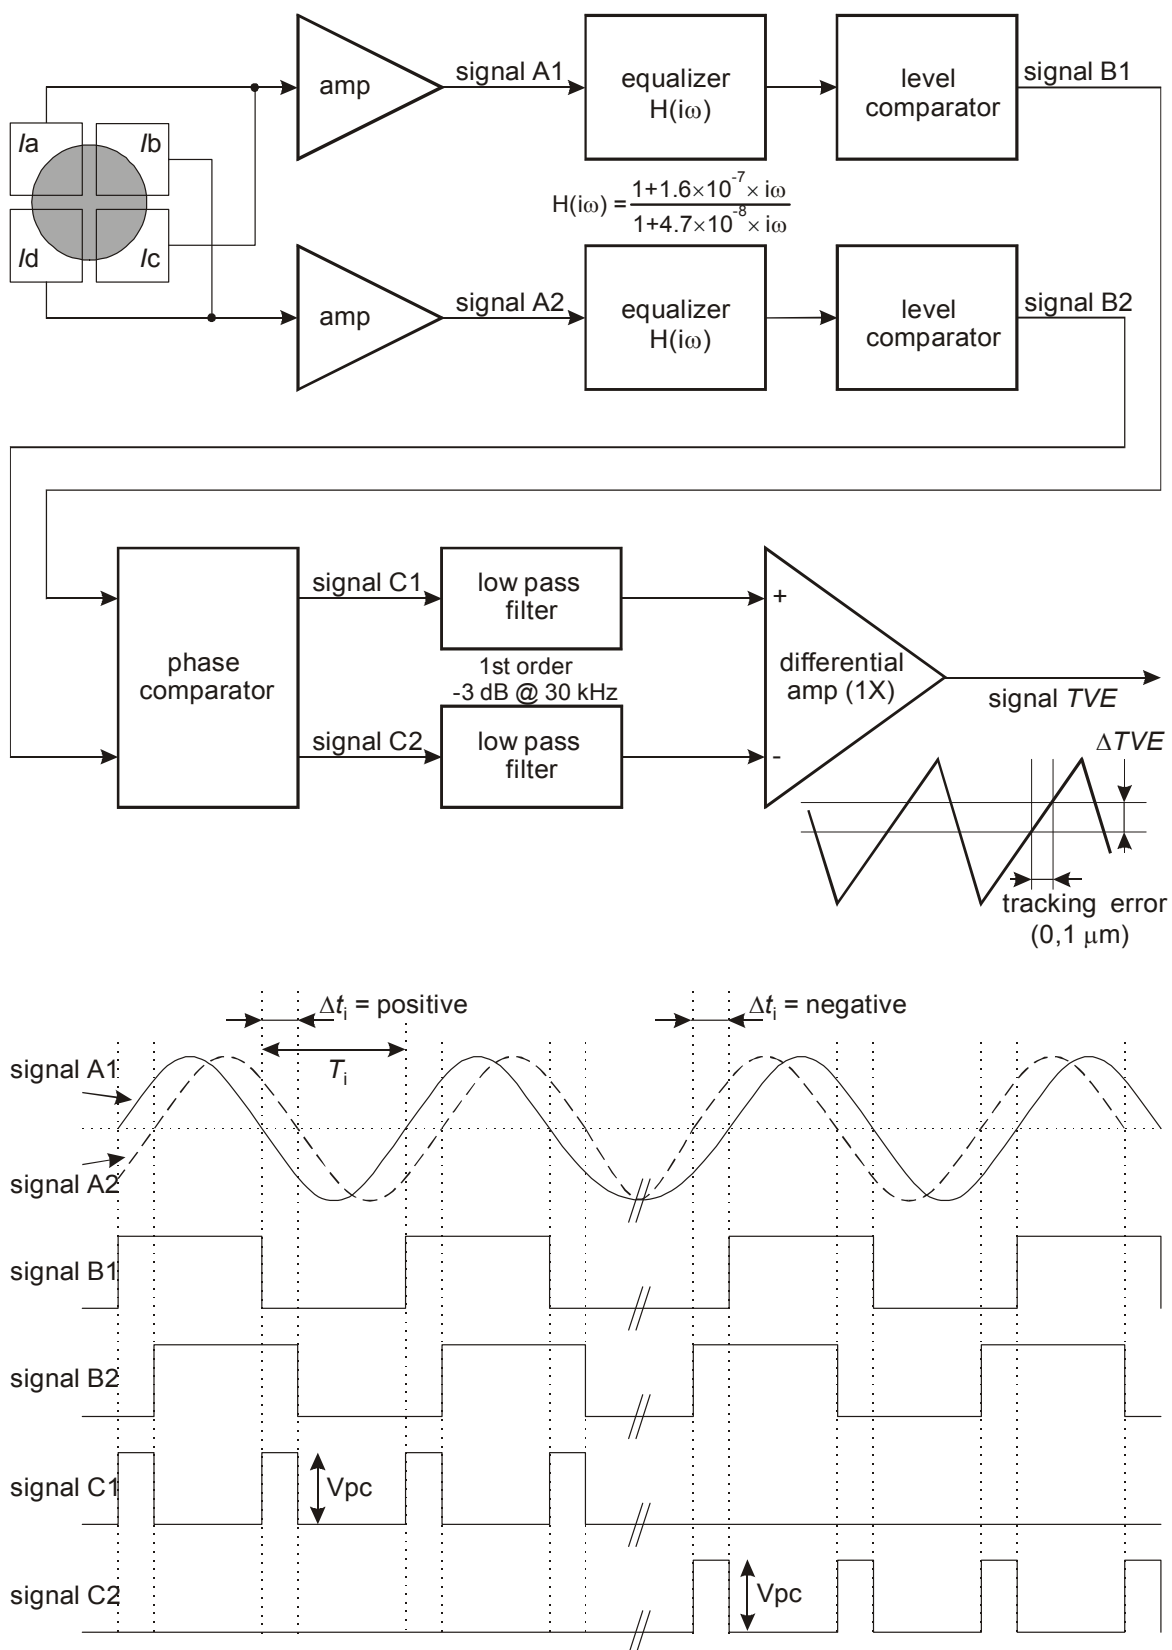 amp
signal A1
equalizer
H(iω)
level
comparator
signal B1
Ia
Ib
Id
Ic
H(iω) = (1+1.6×10⁻⁷× iω)/(1+4.7×10⁻⁸× iω)
amp
signal A2
equalizer
H(iω)
level
comparator
signal B2
phase
comparator
signal C1
low pass
filter
1st order
-3 dB @ 30 kHz
signal C2
low pass
filter
+
differential
amp (1X)
-
signal TVE
ΔTVE
tracking error
(0,1 μm)
Δti = positive
Δti = negative
Ti
signal A1
signal A2
signal B1
signal B2
signal C1
Vpc
signal C2
Vpc